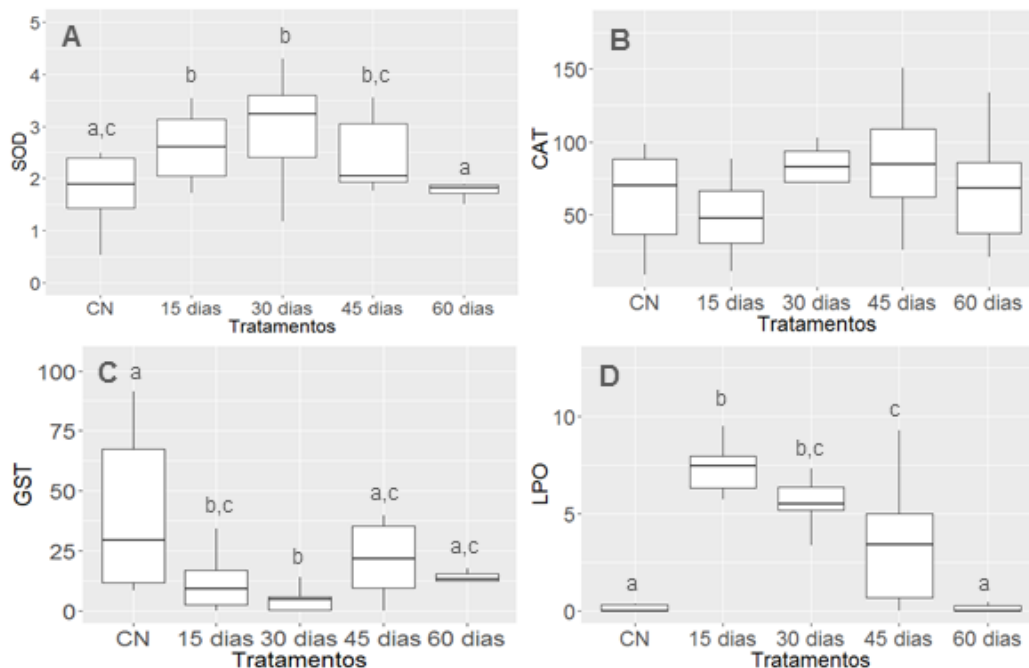 A
SOD
5
4
3
2
1
0
a,c
b
b
b,c
a
CN
15 dias
30 dias
45 dias
60 dias
Tratamentos
B
CAT
150
100
50
CN
15 dias
30 dias
45 dias
60 dias
Tratamentos
C
GST
100
75
50
25
0
a
b,c
b
a,c
a,c
CN
15 dias
30 dias
45 dias
60 dias
Tratamentos
D
LPO
10
5
0
a
b
b,c
c
a
CN
15 dias
30 dias
45 dias
60 dias
Tratamentos